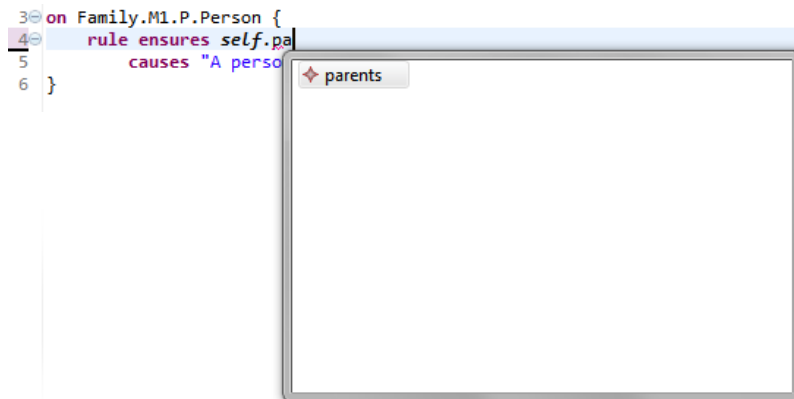 3 on Family.M1.P.Person {
4 rule ensures self.pa
5 causes "A perso
parents
6 }